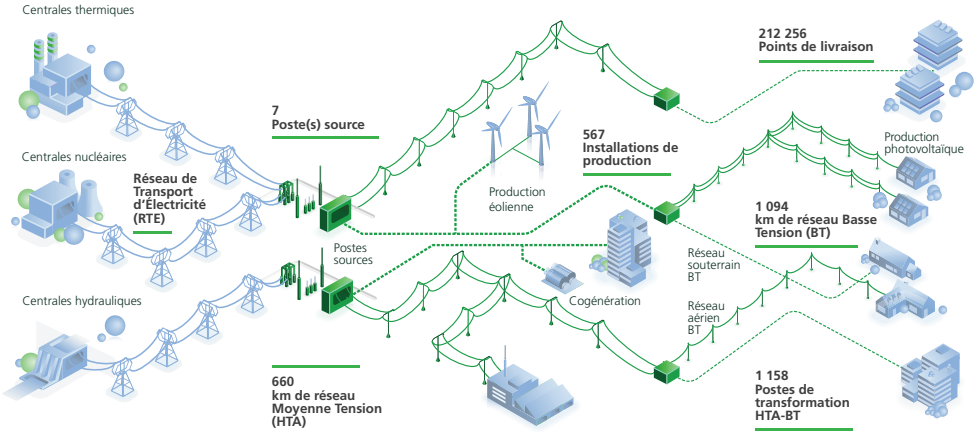 Centrales thermiques
212 256
Points de livraison
7
Poste(s) source
567
Installations de
production
Production
photovoltaïque
Centrales nucléaires
Réseau de
Transport
d’Électricité
(RTE)
Production
éolienne
1 094
km de réseau Basse
Tension (BT)
Postes
sources
Réseau
souterrain
BT
Centrales hydrauliques
Cogénération
Réseau
aérien
BT
660
km de réseau
Moyenne Tension
(HTA)
1 158
Postes de
transformation
HTA-BT